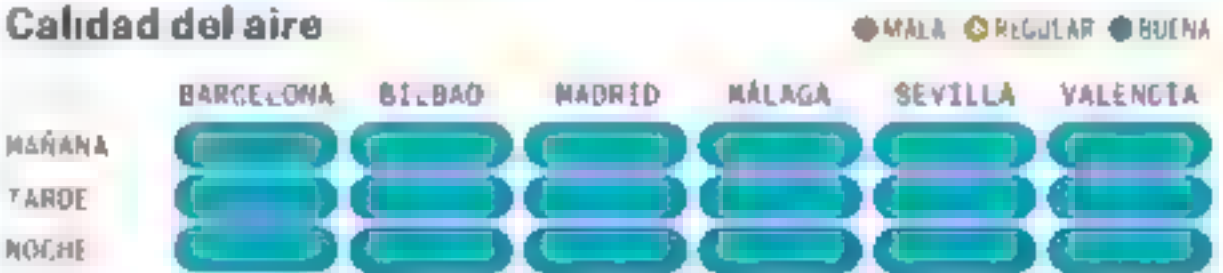 Calidad del aire
MALA REGULAR BUENA
BARCELONA BILBAO MADRID MÁLAGA SEVILLA VALENCIA
MAÑANA
TARDE
NOCHE